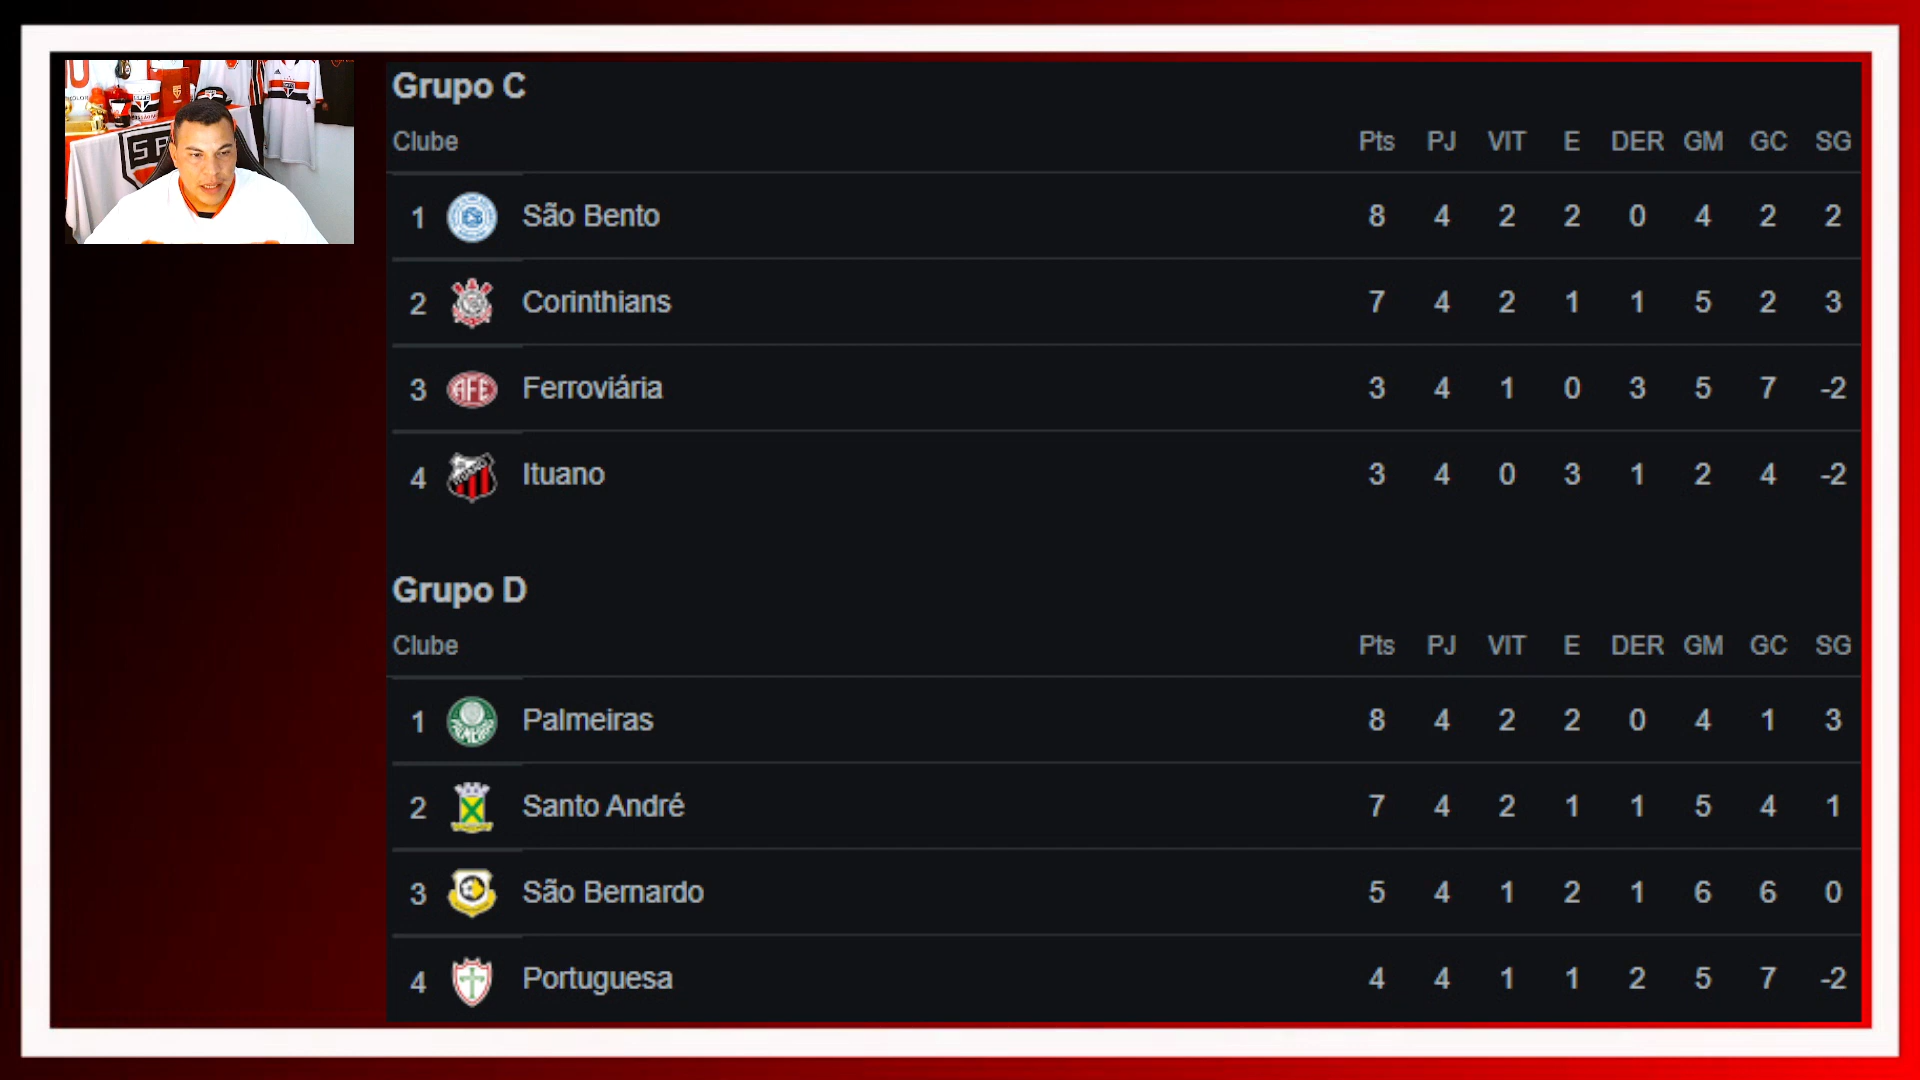 Grupo C
Clube Pts PJ VIT E DER GM GC SG
1 São Bento 8 4 2 2 0 4 2 2
2 Corinthians 7 4 2 1 1 5 2 3
3 AFE Ferroviária 3 4 1 0 3 5 7 -2
4 Ituano 3 4 0 3 1 2 4 -2
Grupo D
Clube Pts PJ VIT E DER GM GC SG
1 Palmeiras 8 4 2 2 0 4 1 3
2 Santo André 7 4 2 1 1 5 4 1
3 São Bernardo 5 4 1 2 1 6 6 0
4 Portuguesa 4 4 1 1 2 5 7 -2